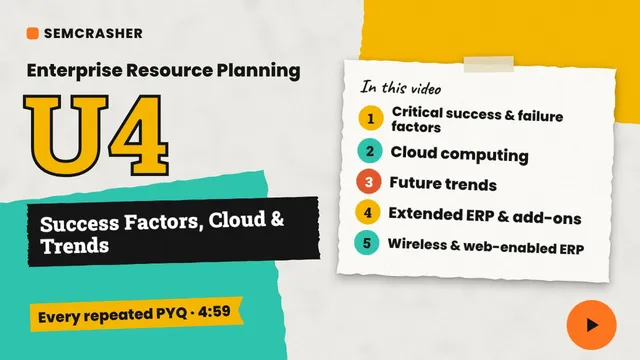 SEMCRASHER
Enterprise Resource Planning
U4
Success Factors, Cloud &
Trends
Every repeated PYQ · 4:59
In this video
1 Critical success & failure
factors
2 Cloud computing
3 Future trends
4 Extended ERP & add-ons
5 Wireless & web-enabled ERP